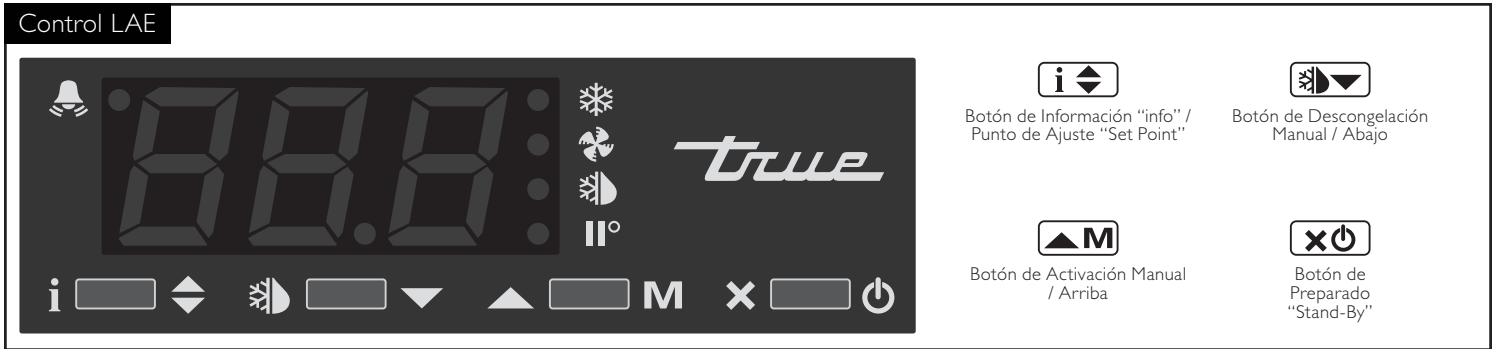 Control LAE
true
II°
i
M
i
Botón de Información “info” /
Punto de Ajuste “Set Point”
Botón de Descongelación
Manual / Abajo
M
Botón de Activación Manual
/ Arriba
Botón de
Preparado
“Stand-By”